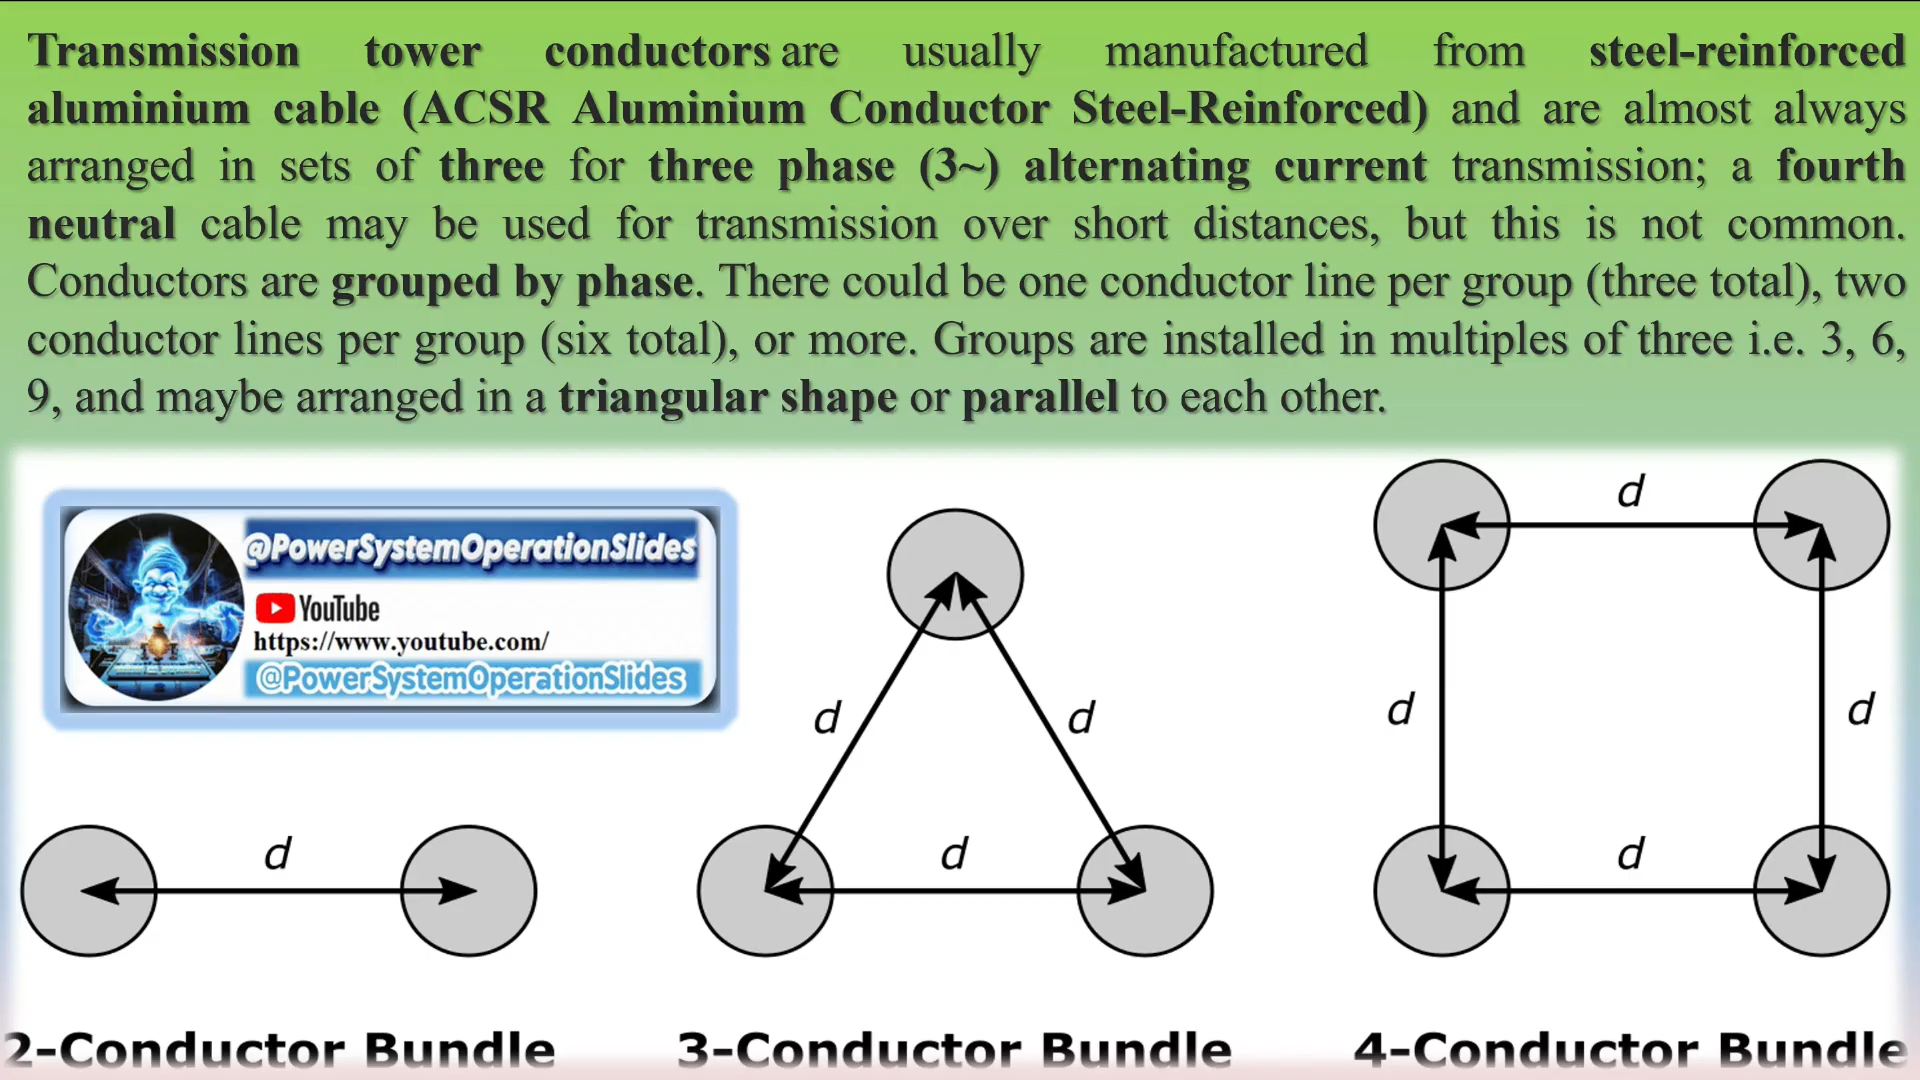 Transmission tower conductors are usually manufactured from steel-reinforced
aluminium cable (ACSR Aluminium Conductor Steel-Reinforced) and are almost always
arranged in sets of three for three phase (3~) alternating current transmission; a fourth
neutral cable may be used for transmission over short distances, but this is not common.
Conductors are grouped by phase. There could be one conductor line per group (three total), two
conductor lines per group (six total), or more. Groups are installed in multiples of three i.e. 3, 6,
9, and maybe arranged in a triangular shape or parallel to each other.
@PowerSystemOperationSlides
YouTube
https://www.youtube.com/
@PowerSystemOperationSlides
d
2-Conductor Bundle
d
d
d
3-Conductor Bundle
d
d
d
d
4-Conductor Bundle